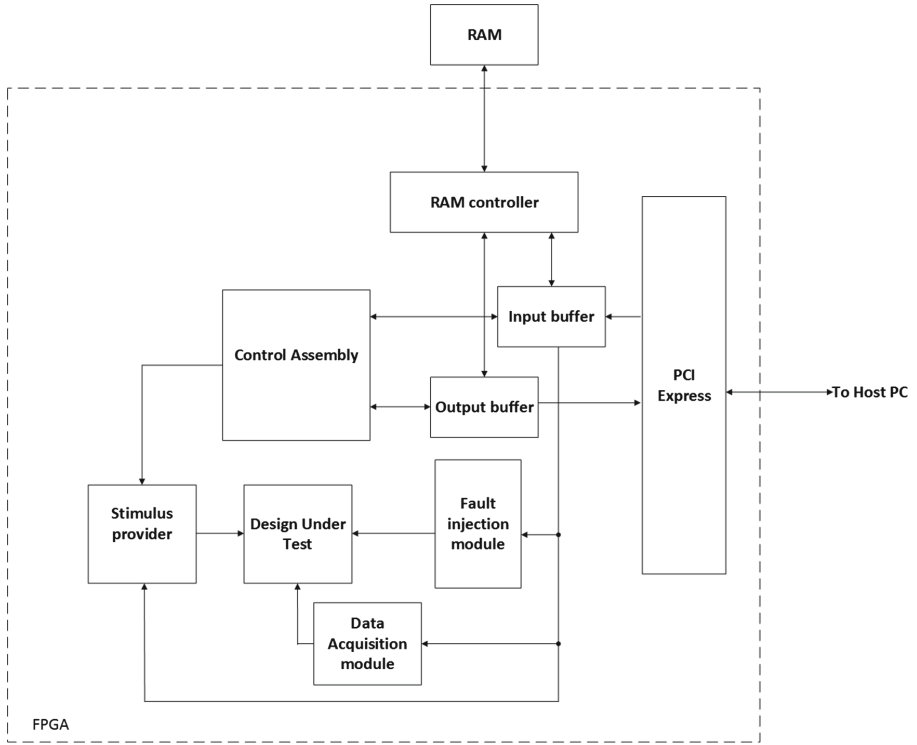 RAM
RAM controller
Input buffer
Control Assembly
PCI
Express
To Host PC
Output buffer
Stimulus
provider
Design Under
Test
Fault
injection
module
Data
Acquisition
module
FPGA